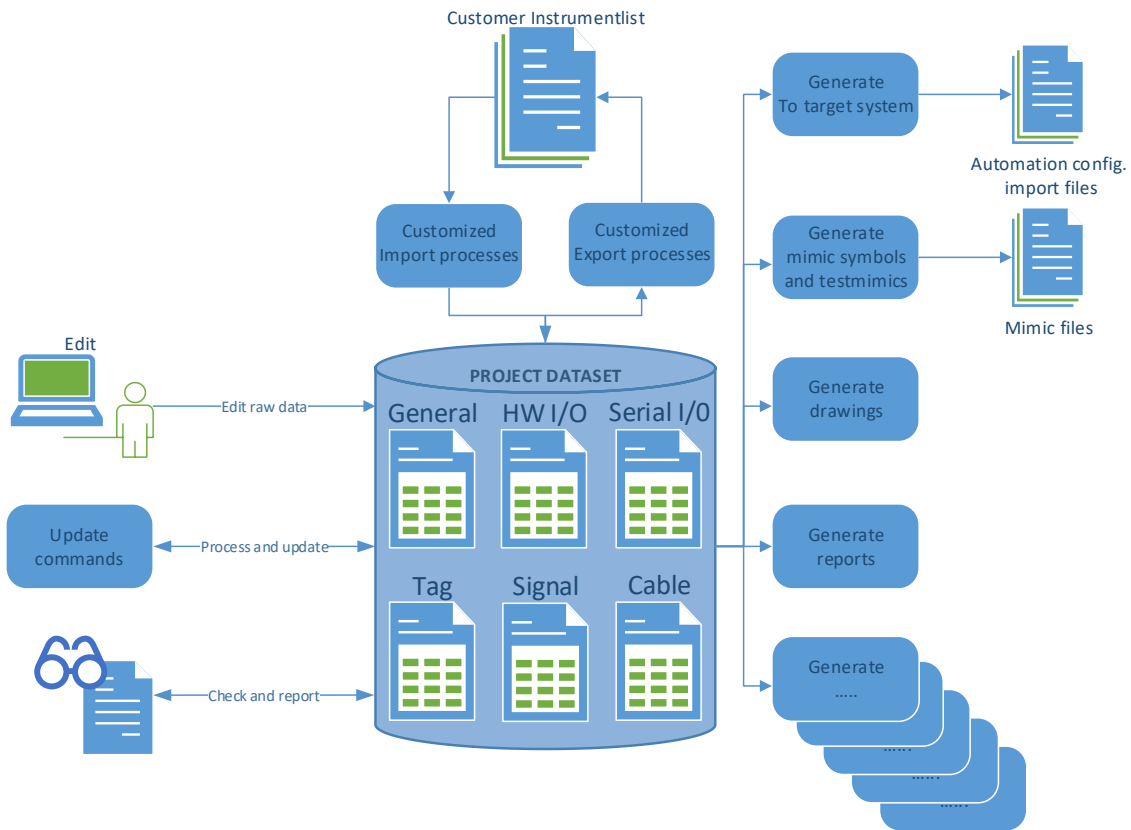 Customer Instrumentlist
Customized
Import processes
Customized
Export processes
Edit
Edit raw data
Update
commands
Process and update
Check and report
PROJECT DATASET
General
HW I/O
Serial I/0
Tag
Signal
Cable
Generate
To target system
Automation config.
import files
Generate
mimic symbols
and testmimics
Mimic files
Generate
drawings
Generate
reports
Generate
.....
......
......
......